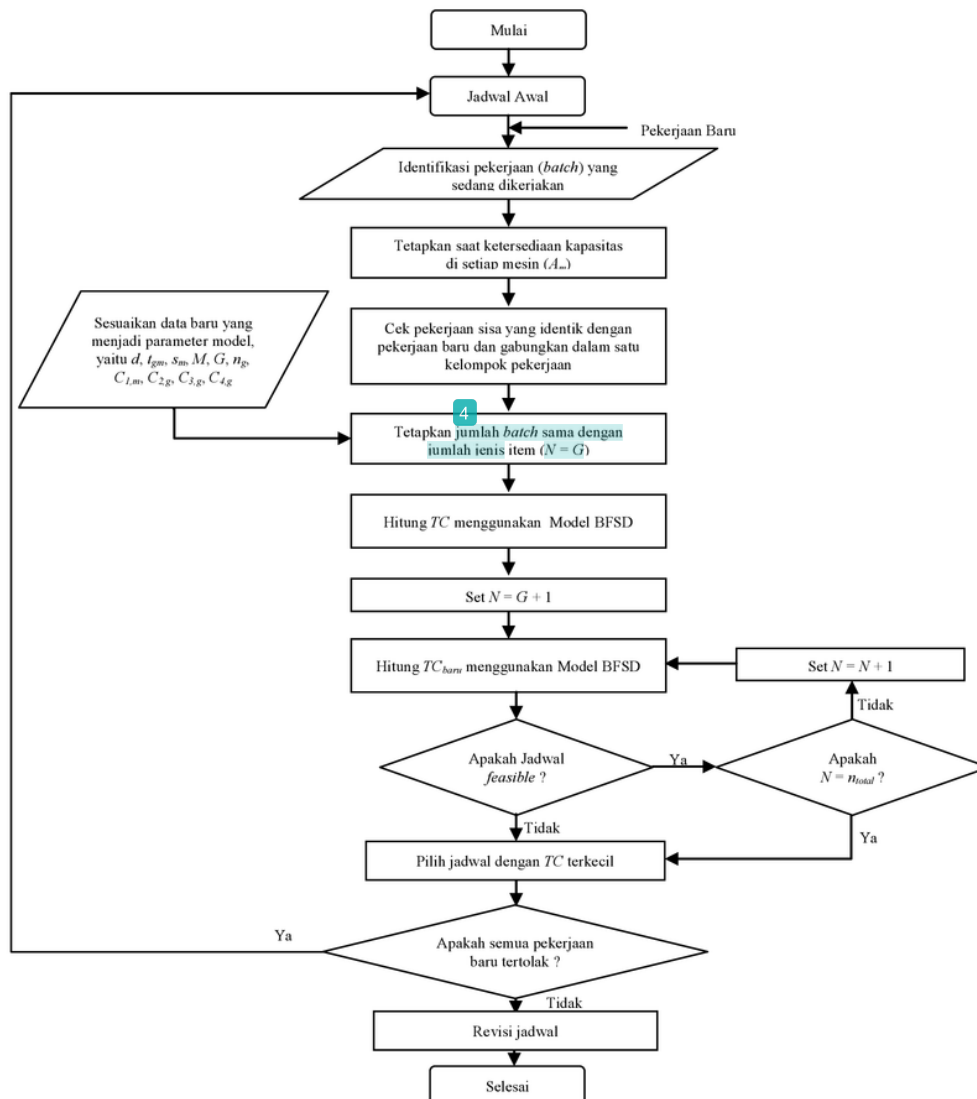 Mulai
Jadwal Awal
Pekerjaan Baru
Identifikasi pekerjaan (batch) yang
sedang dikerjakan
Tetapkan saat ketersediaan kapasitas
di setiap mesin (Am)
Sesuaikan data baru yang
menjadi parameter model,
yaitu d, tgm, sm, M, G, ng,
C1,m, C2,g, C3,g, C4,g
Cek pekerjaan sisa yang identik dengan
pekerjaan baru dan gabungkan dalam satu
kelompok pekerjaan
4
Tetapkan jumlah batch sama dengan
jumlah jenis item (N = G)
Hitung TC menggunakan Model BFSD
Set N = G + 1
Hitung TCbaru menggunakan Model BFSD
Set N = N + 1
Tidak
Apakah Jadwal
feasible ?
Ya
Apakah
N = ntotal ?
Tidak
Ya
Pilih jadwal dengan TC terkecil
Ya
Apakah semua pekerjaan
baru tertolak ?
Tidak
Revisi jadwal
Selesai